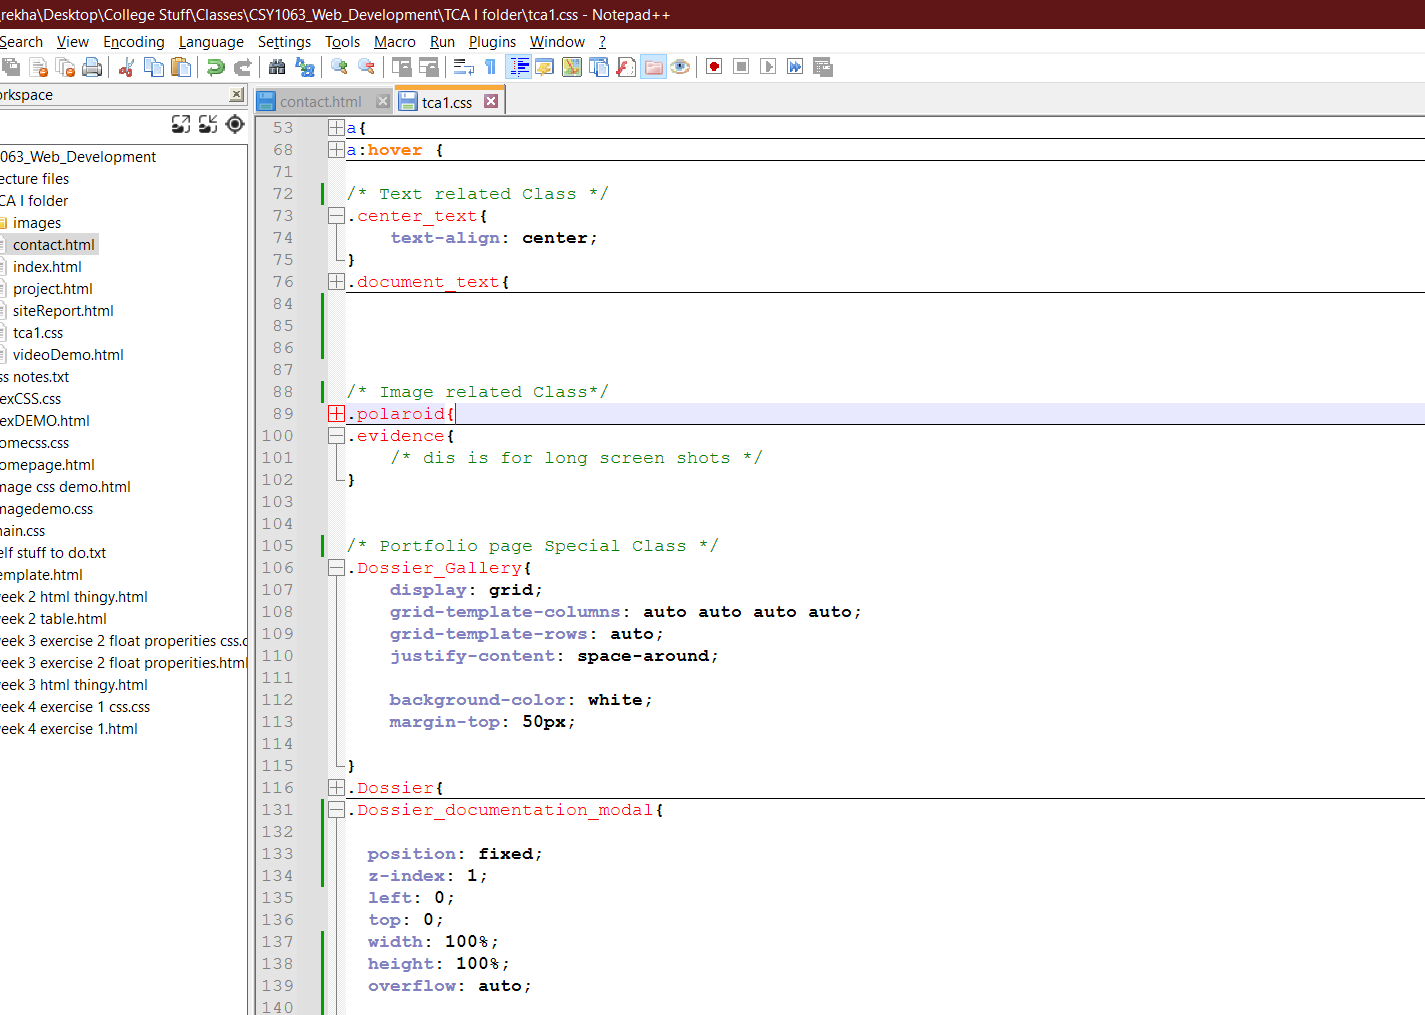 rekha\Desktop\College Stuff\Classes\CSY1063_Web_Development\TCA I folder\tca1.css - Notepad++
Search View Encoding Language Settings Tools Macro Run Plugins Window ?
rkspace
contact.html tca1.css
063_Web_Development
ecture files
CA I folder
images
contact.html
index.html
project.html
siteReport.html
tca1.css
videoDemo.html
ss notes.txt
exCSS.css
exDEMO.html
omecss.css
omepage.html
mage css demo.html
magedemo.css
nain.css
elf stuff to do.txt
emplate.html
eek 2 html thingy.html
eek 2 table.html
eek 3 exercise 2 float properities css.c
eek 3 exercise 2 float properities.html
eek 3 html thingy.html
eek 4 exercise 1 css.css
eek 4 exercise 1.html
53 a{
68 a:hover {
71
72 /* Text related Class */
73 .center_text{
74 text-align: center;
75 }
76 .document_text{
84
85
86
87
88 /* Image related Class*/
89 .polaroid{
100 .evidence{
101 /* dis is for long screen shots */
102 }
103
104
105 /* Portfolio page Special Class */
106 .Dossier_Gallery{
107 display: grid;
108 grid-template-columns: auto auto auto auto;
109 grid-template-rows: auto;
110 justify-content: space-around;
111
112 background-color: white;
113 margin-top: 50px;
114
115 }
116 .Dossier{
131 .Dossier_documentation_modal{
132
133 position: fixed;
134 z-index: 1;
135 left: 0;
136 top: 0;
137 width: 100%;
138 height: 100%;
139 overflow: auto;
140